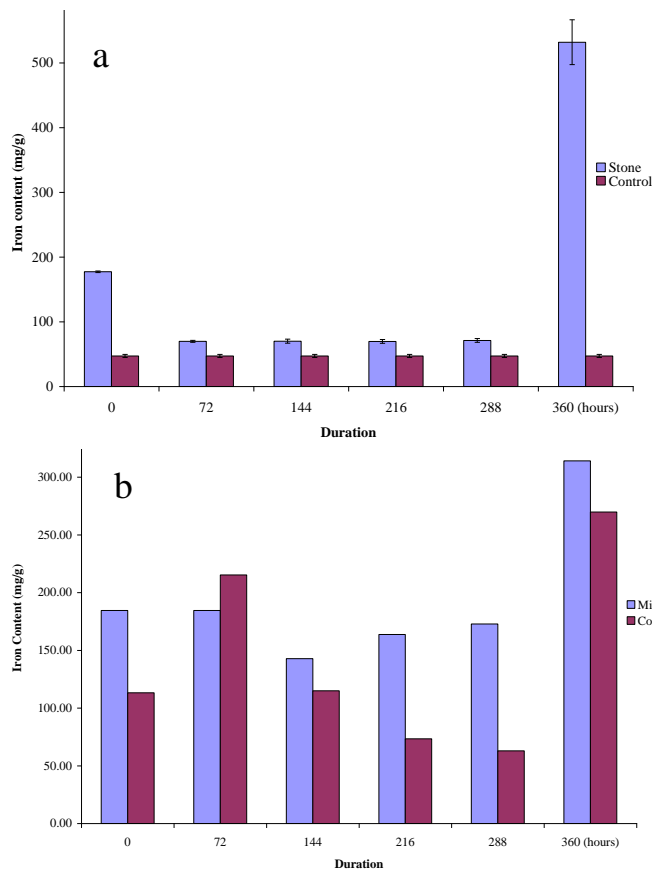 a
500
400
300
200
100
0
Iron content (mg/g)
Stone
Control
0 72 144 216 288 360 (hours)
Duration
b
300.00
250.00
200.00
150.00
100.00
50.00
0.00
Iron Content (mg/g)
Mi
Co
0 72 144 216 288 360 (hours)
Duration